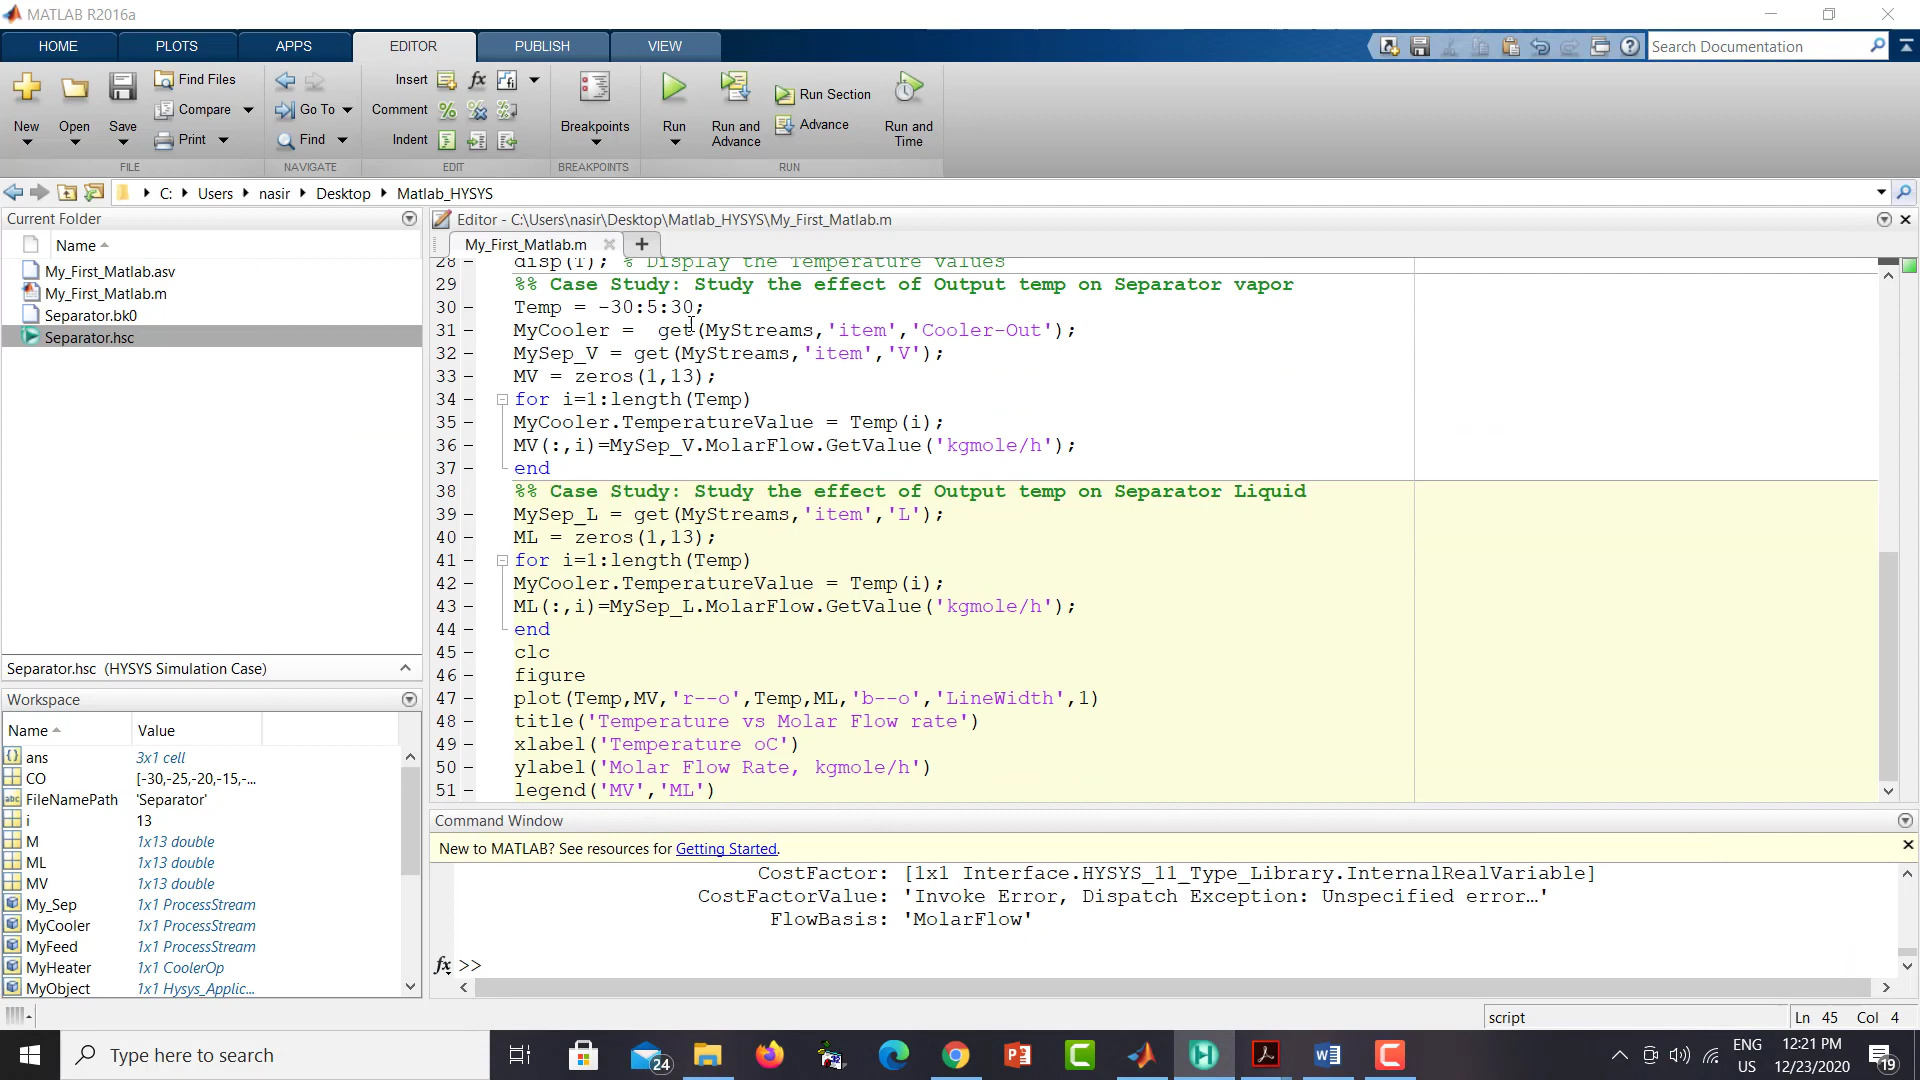 MATLAB R2016a
HOME PLOTS APPS EDITOR PUBLISH VIEW Search Documentation
New Open Save Find Files Compare Print
Go To Find
Insert fx Comment Indent
Breakpoints
Run Run and Advance Run Section Advance Run and Time
FILE NAVIGATE EDIT BREAKPOINTS RUN
C: Users nasir Desktop Matlab_HYSYS
Current Folder
Name
My_First_Matlab.asv
My_First_Matlab.m
Separator.bk0
Separator.hsc
Separator.hsc (HYSYS Simulation Case)
Workspace
Name Value
ans 3x1 cell
CO [-30,-25,-20,-15,-...
FileNamePath 'Separator'
i 13
M 1x13 double
ML 1x13 double
MV 1x13 double
My_Sep 1x1 ProcessStream
MyCooler 1x1 ProcessStream
MyFeed 1x1 ProcessStream
MyHeater 1x1 CoolerOp
MyObject 1x1 Hysys_Applic...
Editor - C:\Users\nasir\Desktop\Matlab_HYSYS\My_First_Matlab.m
My_First_Matlab.m
28 – disp(T); % Display the Temperature values
29 %% Case Study: Study the effect of Output temp on Separator vapor
30 – Temp = -30:5:30;
31 – MyCooler =  get(MyStreams,'item','Cooler-Out');
32 – MySep_V = get(MyStreams,'item','V');
33 – MV = zeros(1,13);
34 – for i=1:length(Temp)
35 – MyCooler.TemperatureValue = Temp(i);
36 – MV(:,i)=MySep_V.MolarFlow.GetValue('kgmole/h');
37 – end
38 %% Case Study: Study the effect of Output temp on Separator Liquid
39 – MySep_L = get(MyStreams,'item','L');
40 – ML = zeros(1,13);
41 – for i=1:length(Temp)
42 – MyCooler.TemperatureValue = Temp(i);
43 – ML(:,i)=MySep_L.MolarFlow.GetValue('kgmole/h');
44 – end
45 – clc
46 – figure
47 – plot(Temp,MV,'r--o',Temp,ML,'b--o','LineWidth',1)
48 – title('Temperature vs Molar Flow rate')
49 – xlabel('Temperature oC')
50 – ylabel('Molar Flow Rate, kgmole/h')
51 – legend('MV','ML')
Command Window
New to MATLAB? See resources for Getting Started.
CostFactor: [1x1 Interface.HYSYS_11_Type_Library.InternalRealVariable]
CostFactorValue: 'Invoke Error, Dispatch Exception: Unspecified error…'
FlowBasis: 'MolarFlow'
fx >>
script Ln 45 Col 4
Type here to search
24
ENG US
12:21 PM
12/23/2020
19